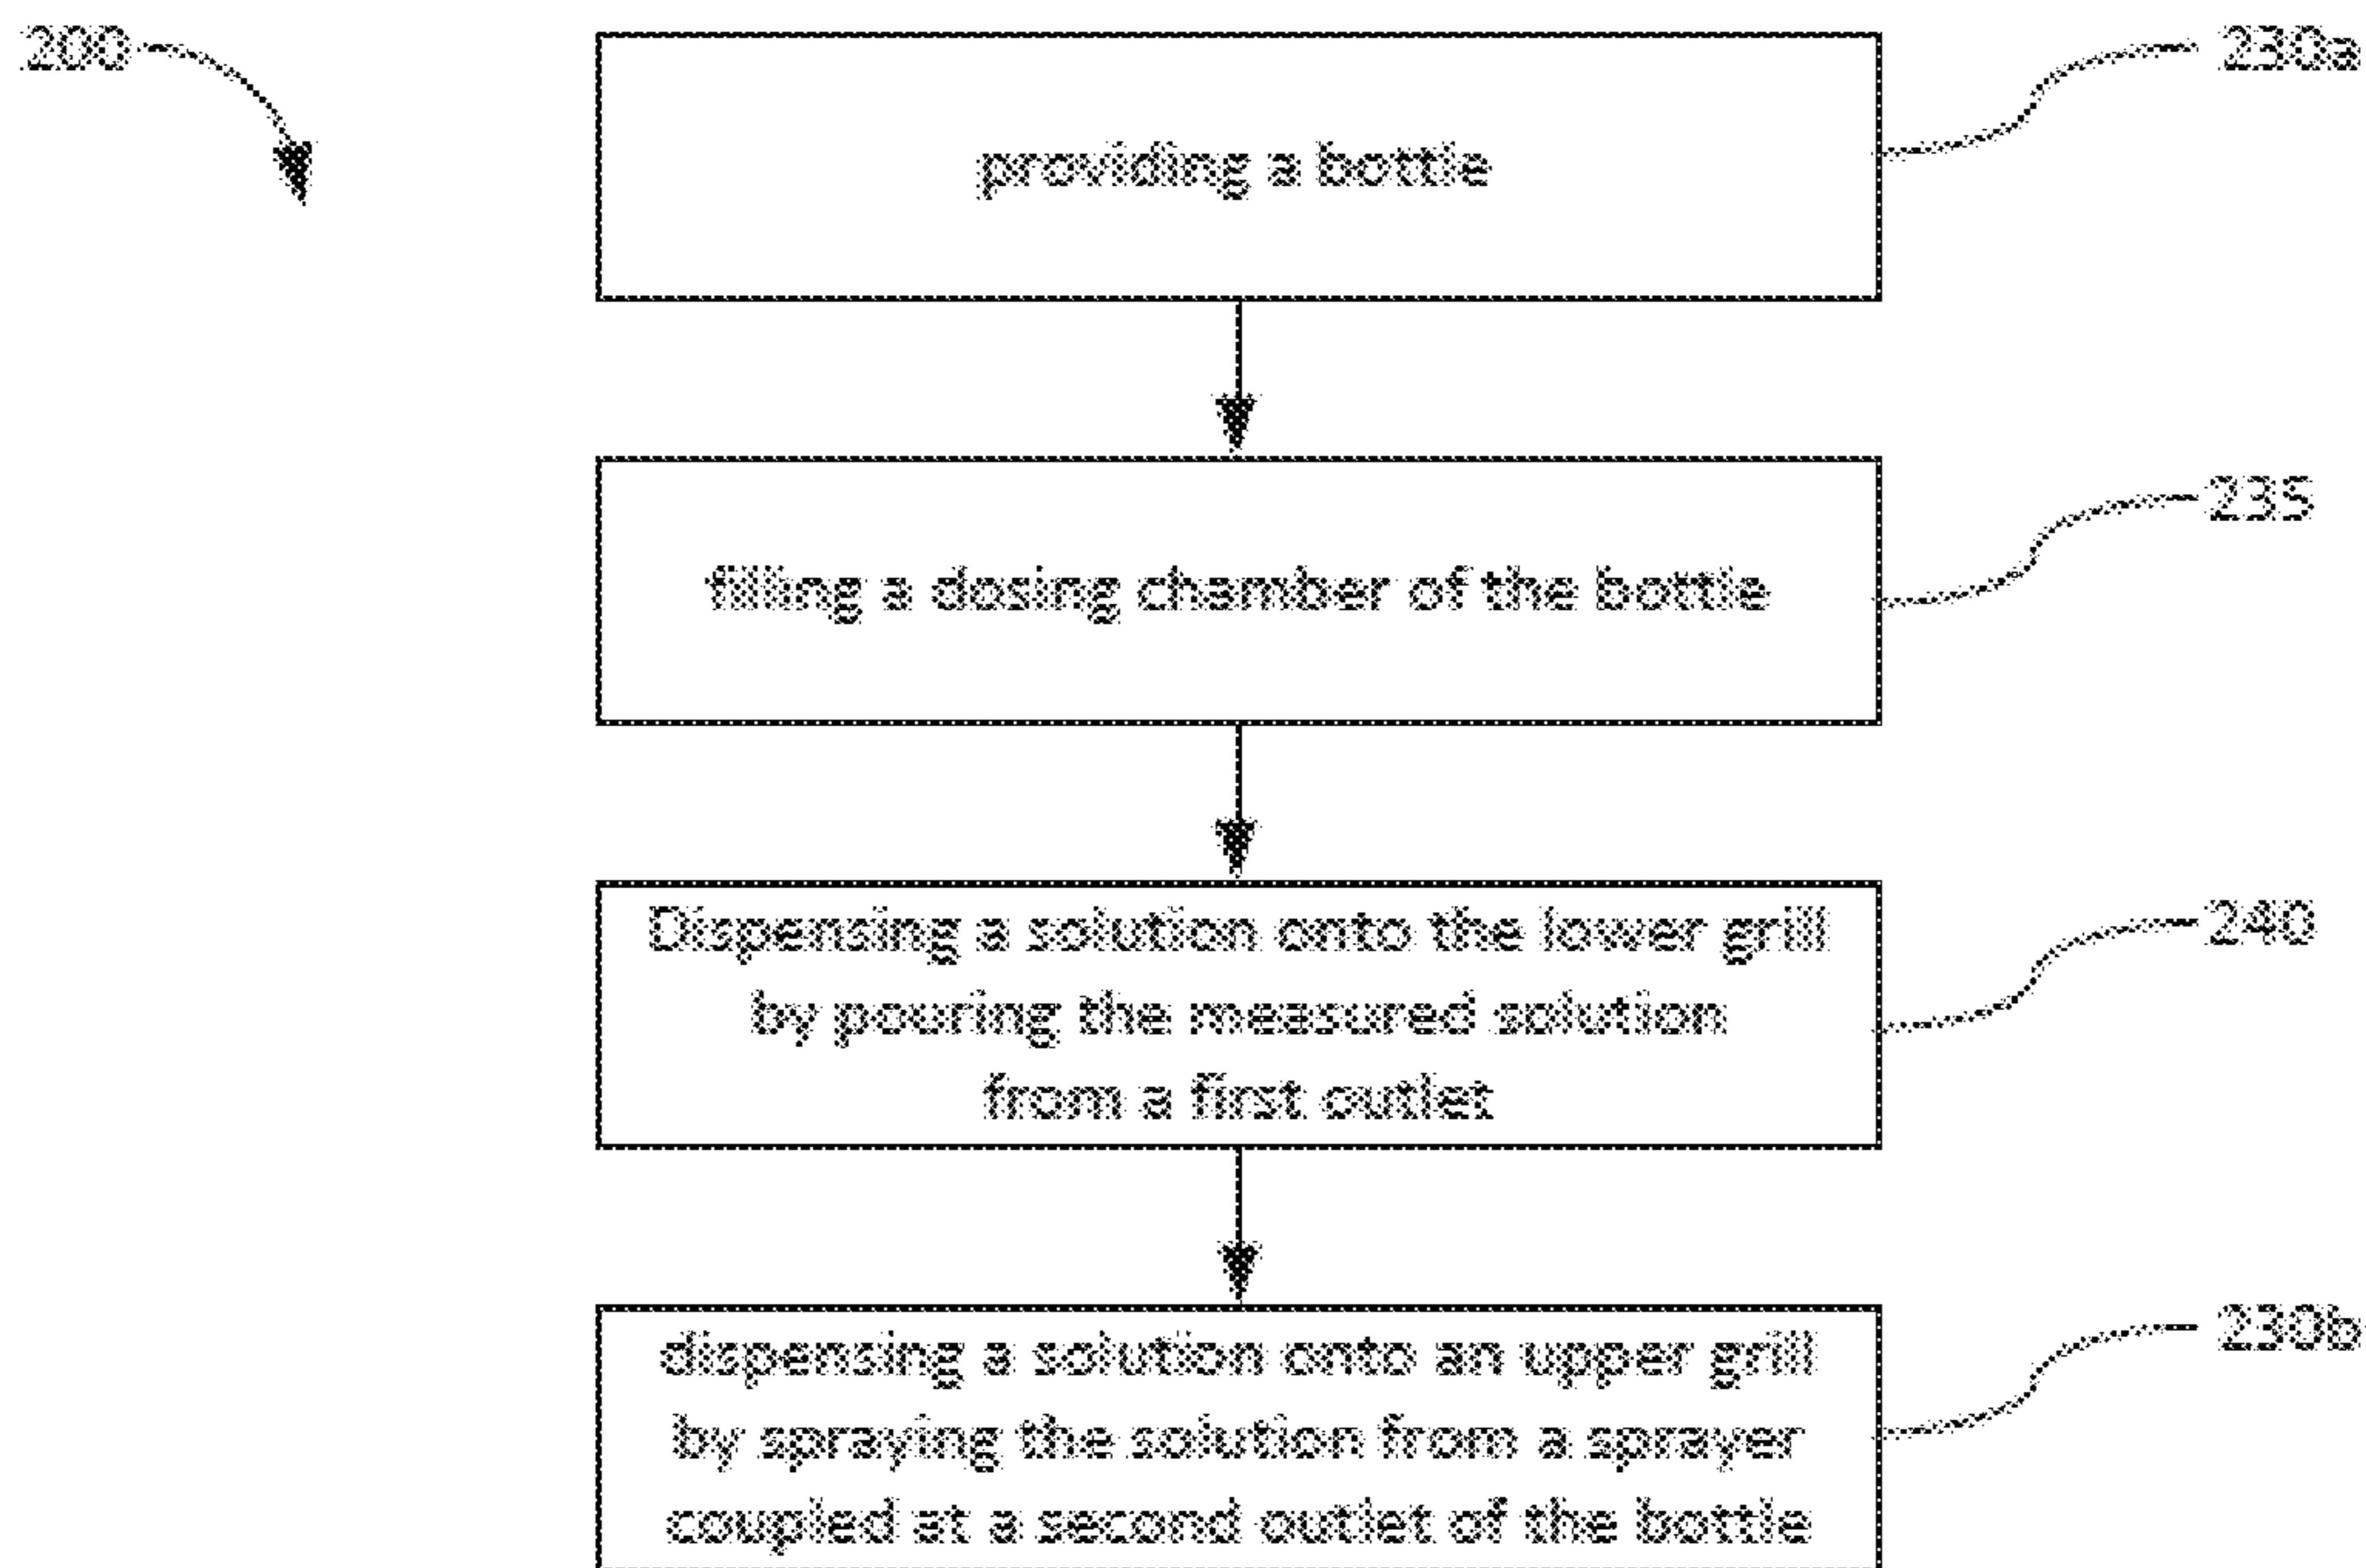 200
230a
providing a bottle
235
filling a dosing chamber of the bottle
240
Dispensing a solution onto the lower grill
by pouring the measured solution
from a first outlet
230b
dispensing a solution onto an upper grill
by spraying the solution from a sprayer
coupled at a second outlet of the bottle